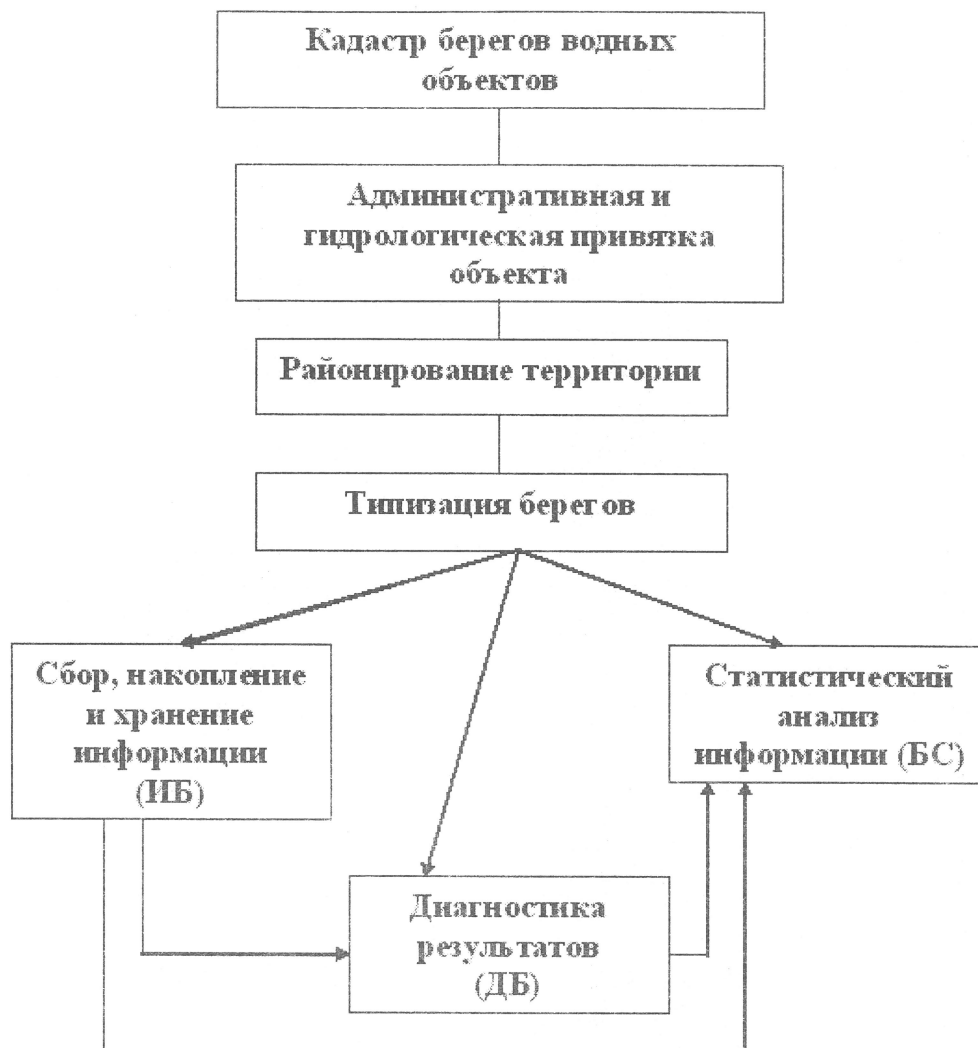 Кадастр берегов водных
объектов
Административная и
гидрологическая привязка
объекта
Районирование территории
Типизация берегов
Сбор, накопление
и хранение
информации
(ИБ)
Статистический
анализ
информации (БС)
Диагностика
результатов
(ДБ)